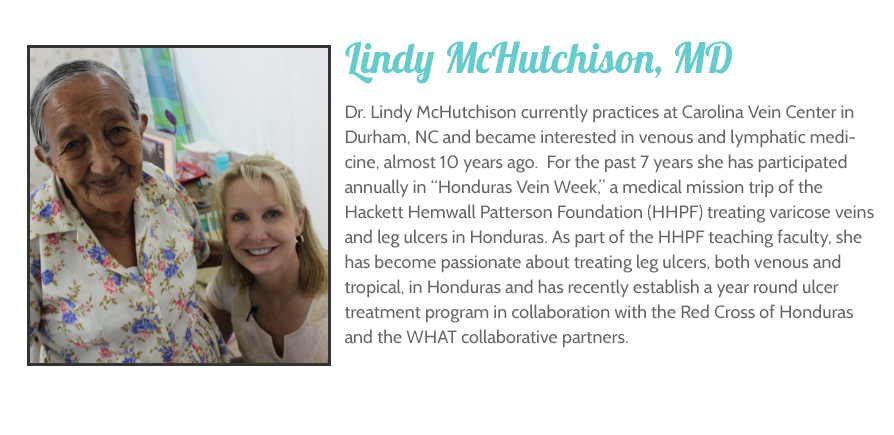 Lindy McHutchison, MD
Dr. Lindy McHutchison currently practices at Carolina Vein Center in
Durham, NC and became interested in venous and lymphatic medi-
cine, almost 10 years ago.  For the past 7 years she has participated
annually in “Honduras Vein Week,” a medical mission trip of the
Hackett Hemwall Patterson Foundation (HHPF) treating varicose veins
and leg ulcers in Honduras. As part of the HHPF teaching faculty, she
has become passionate about treating leg ulcers, both venous and
tropical, in Honduras and has recently establish a year round ulcer
treatment program in collaboration with the Red Cross of Honduras
and the WHAT collaborative partners.